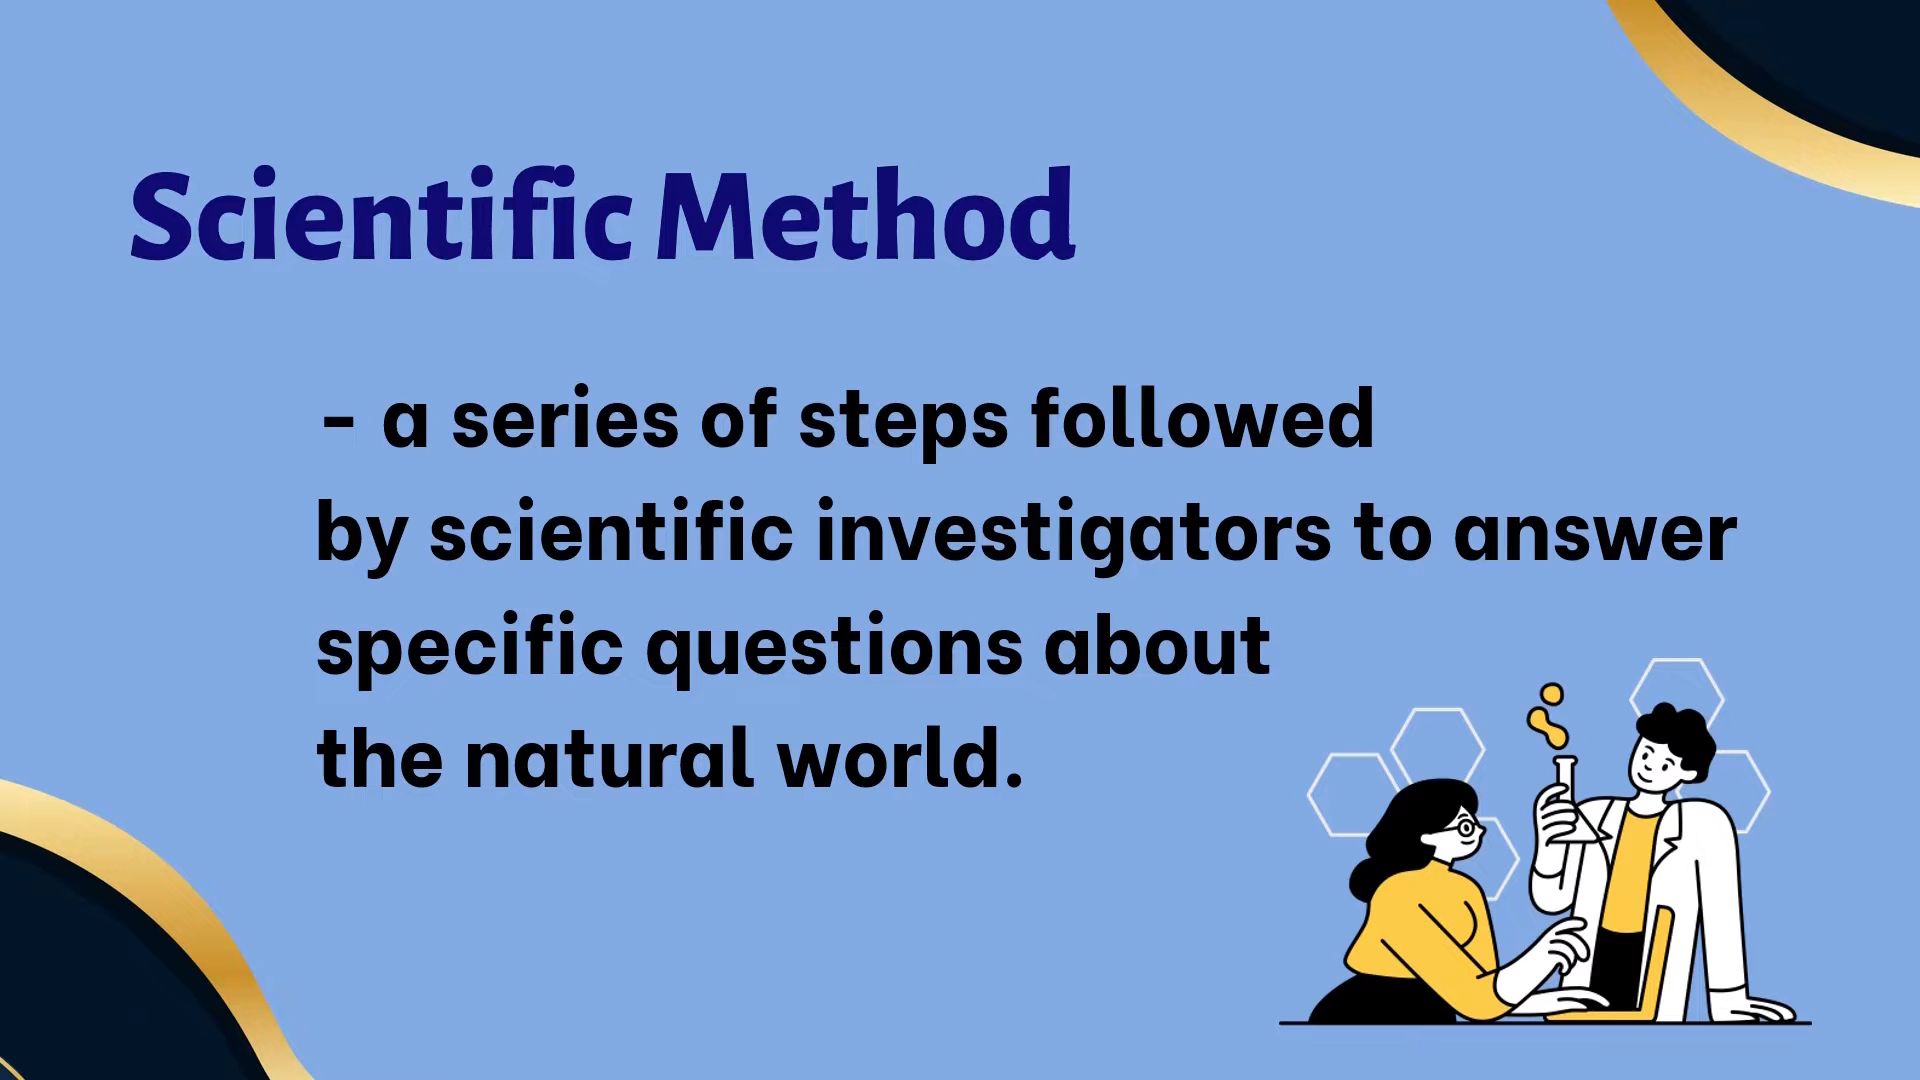 Scientific Method
- a series of steps followed
by scientific investigators to answer
specific questions about
the natural world.